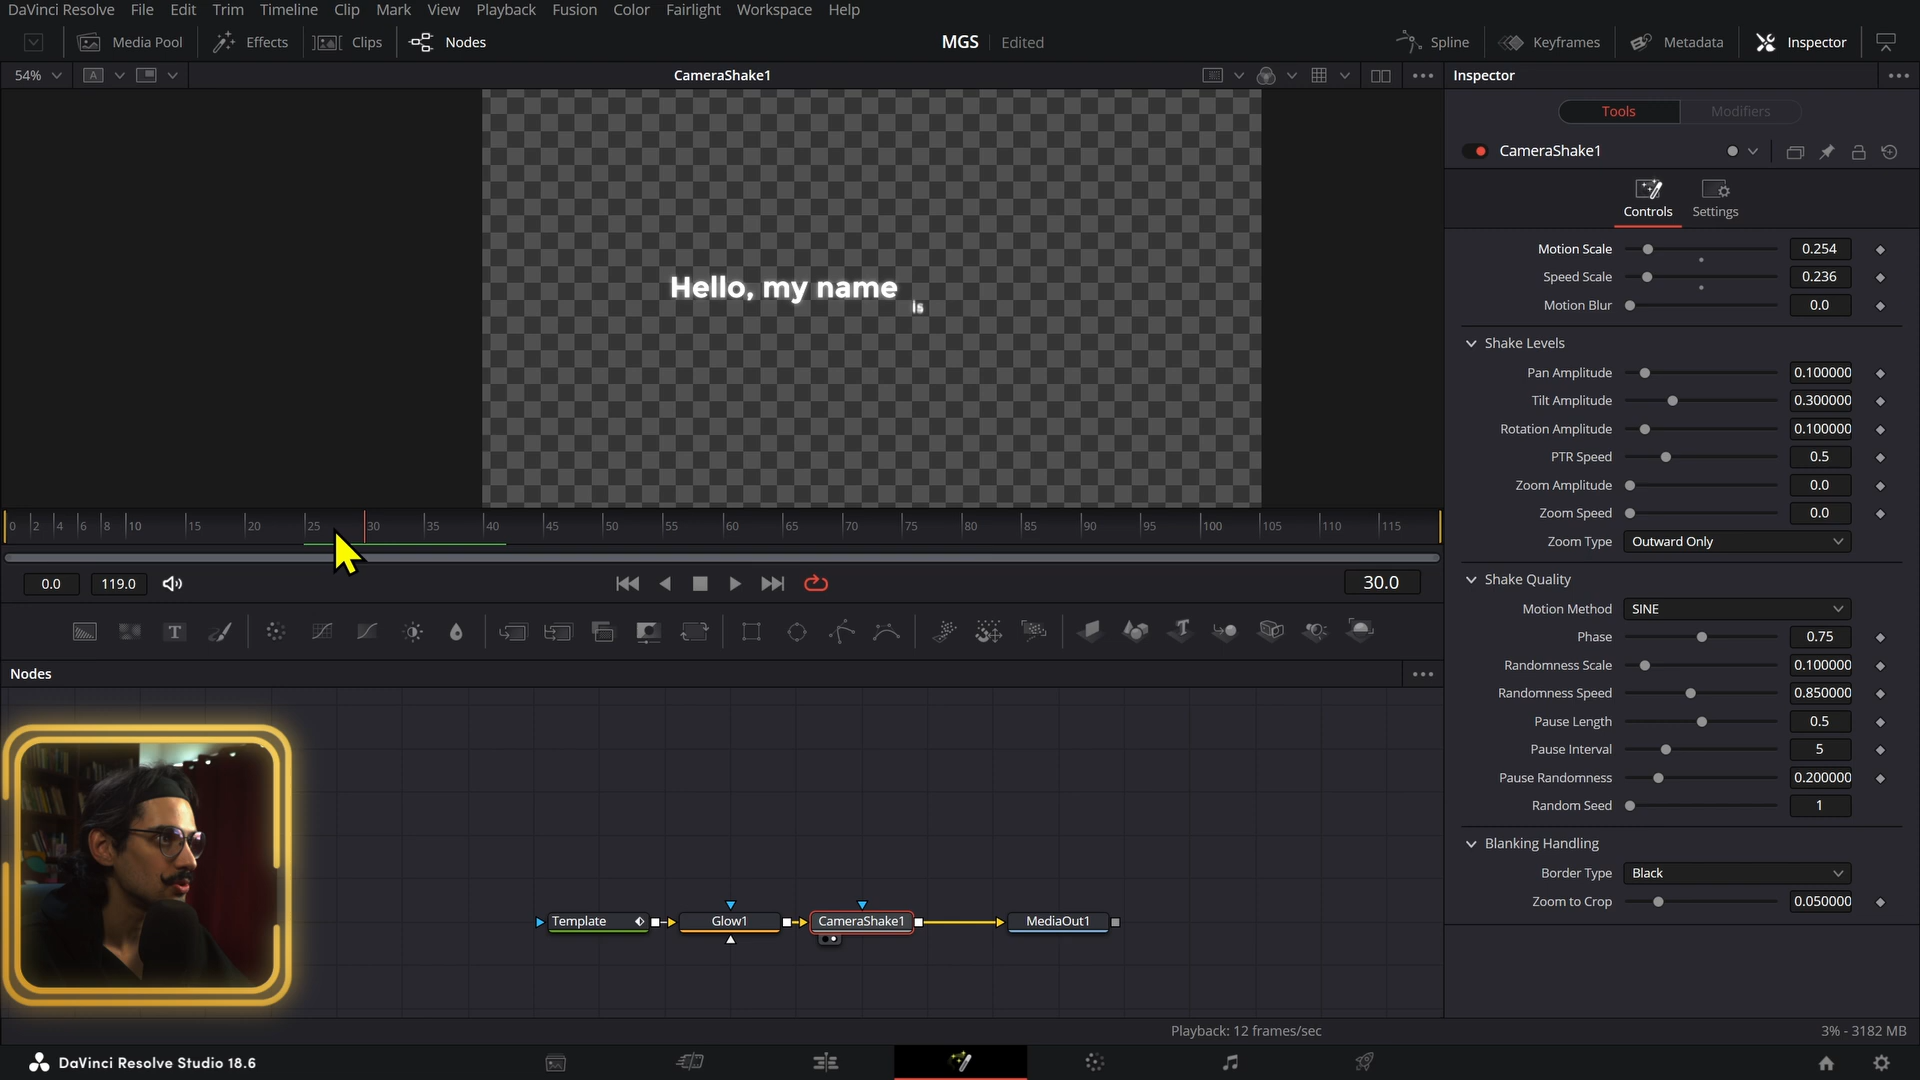 DaVinci Resolve File Edit Trim Timeline Clip Mark View Playback Fusion Color Fairlight Workspace Help
Media Pool Effects Clips Nodes MGS Edited Spline Keyframes Metadata Inspector
54% A CameraShake1 Inspector
Tools Modifiers
CameraShake1
Controls Settings
Motion Scale 0.254
Speed Scale 0.236
Motion Blur 0.0
Shake Levels
Pan Amplitude 0.100000
Tilt Amplitude 0.300000
Rotation Amplitude 0.100000
PTR Speed 0.5
Zoom Amplitude 0.0
Zoom Speed 0.0
Zoom Type Outward Only
Shake Quality
Motion Method SINE
Phase 0.75
Randomness Scale 0.100000
Randomness Speed 0.850000
Pause Length 0.5
Pause Interval 5
Pause Randomness 0.200000
Random Seed 1
Blanking Handling
Border Type Black
Zoom to Crop 0.050000
Hello, my name is
0 2 4 6 8 10 15 20 25 30 35 40 45 50 55 60 65 70 75 80 85 90 95 100 105 110 115
0.0 119.0 30.0
T T
Nodes
Template Glow1 CameraShake1 MediaOut1
Playback: 12 frames/sec 3% - 3182 MB
DaVinci Resolve Studio 18.6